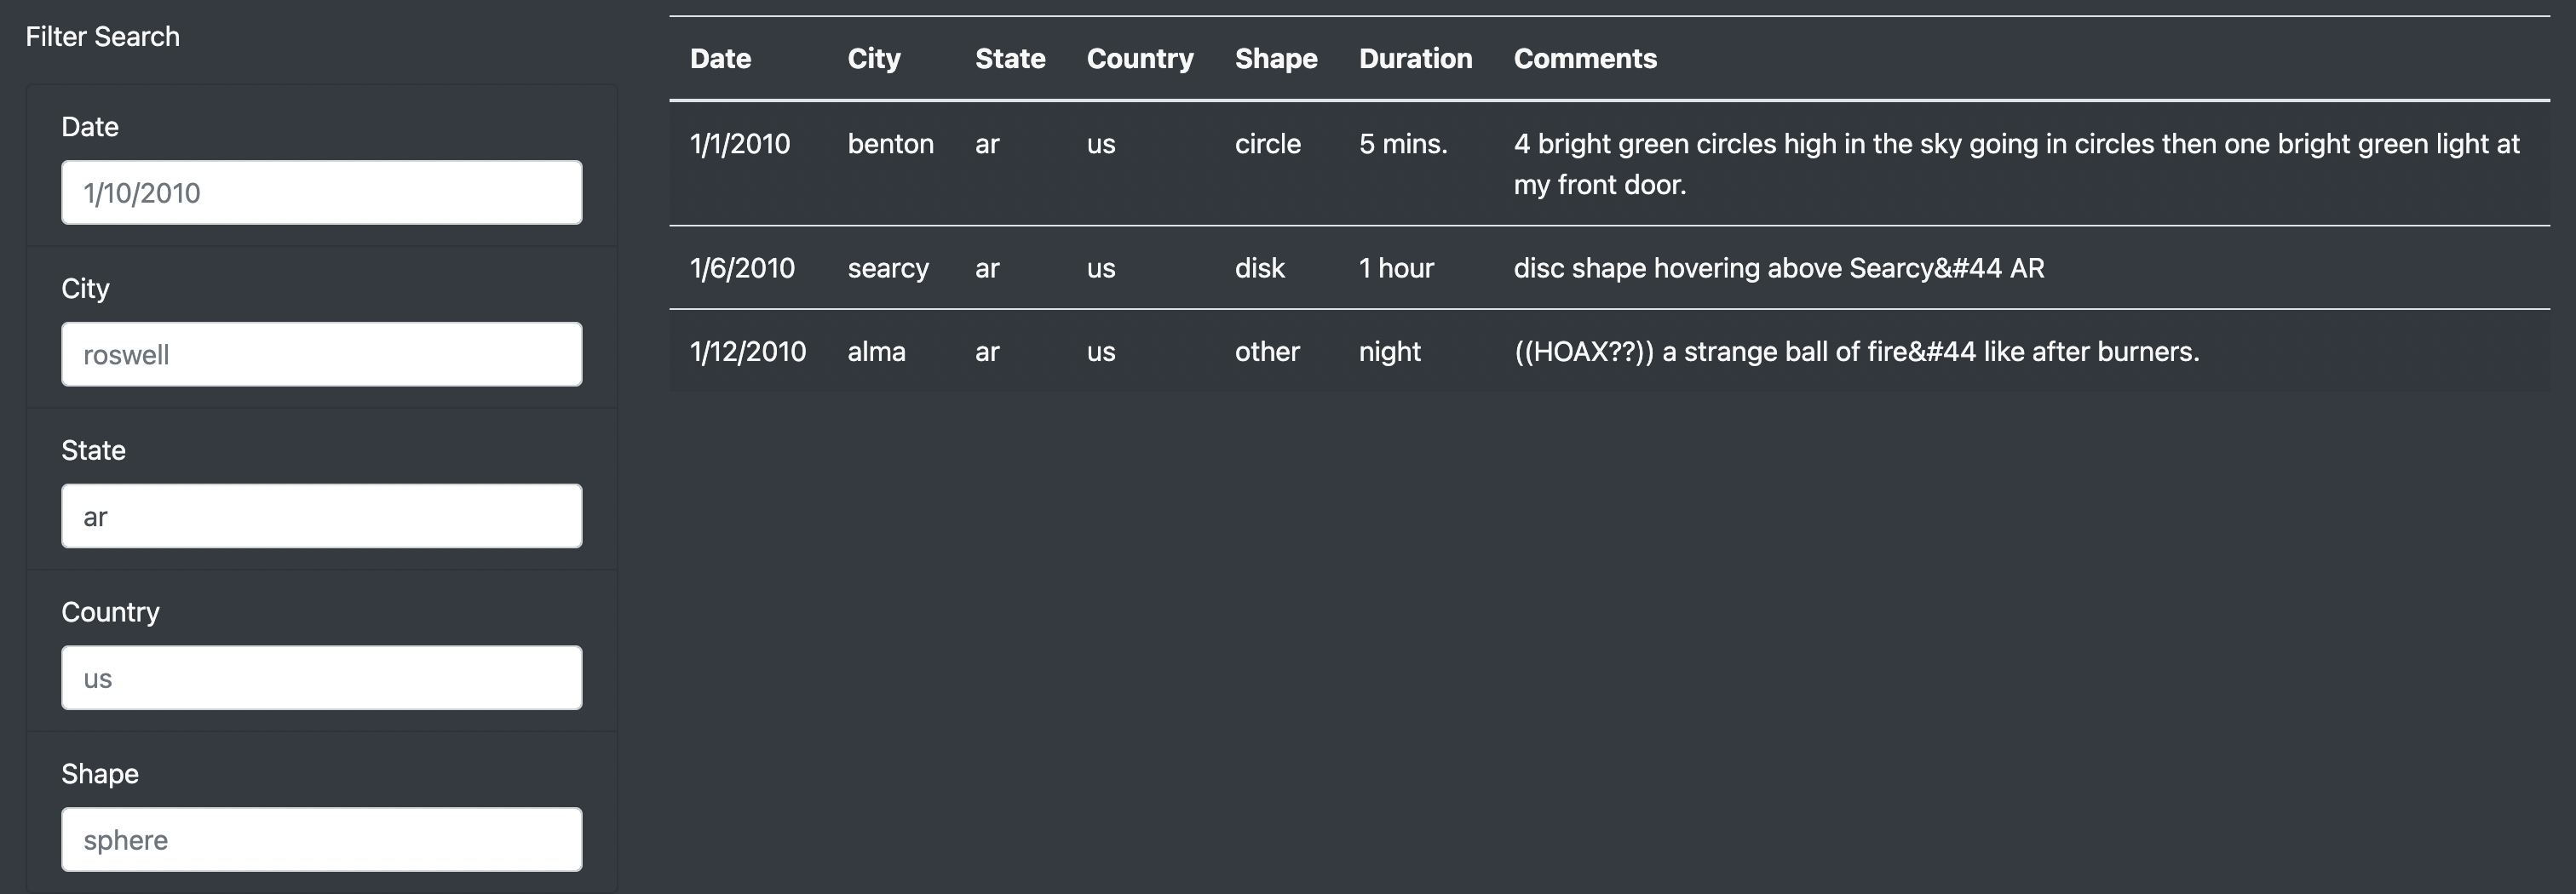 Filter Search
Date
1/10/2010
City
roswell
State
ar
Country
us
Shape
sphere
Date City State Country Shape Duration Comments
1/1/2010 benton ar us circle 5 mins. 4 bright green circles high in the sky going in circles then one bright green light at
my front door.
1/6/2010 searcy ar us disk 1 hour disc shape hovering above Searcy&#44 AR
1/12/2010 alma ar us other night ((HOAX??)) a strange ball of fire&#44 like after burners.